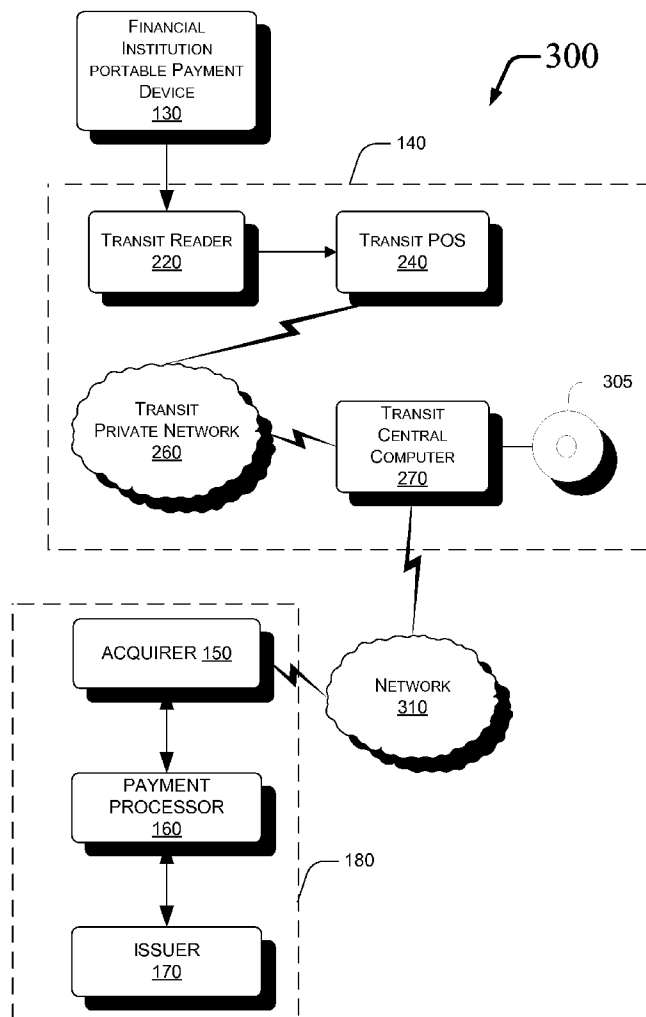 FINANCIAL
INSTITUTION
PORTABLE PAYMENT
DEVICE
130
300
140
TRANSIT READER
220
TRANSIT POS
240
305
TRANSIT
PRIVATE NETWORK
260
TRANSIT
CENTRAL
COMPUTER
270
ACQUIRER 150
NETWORK
310
PAYMENT
PROCESSOR
160
180
ISSUER
170